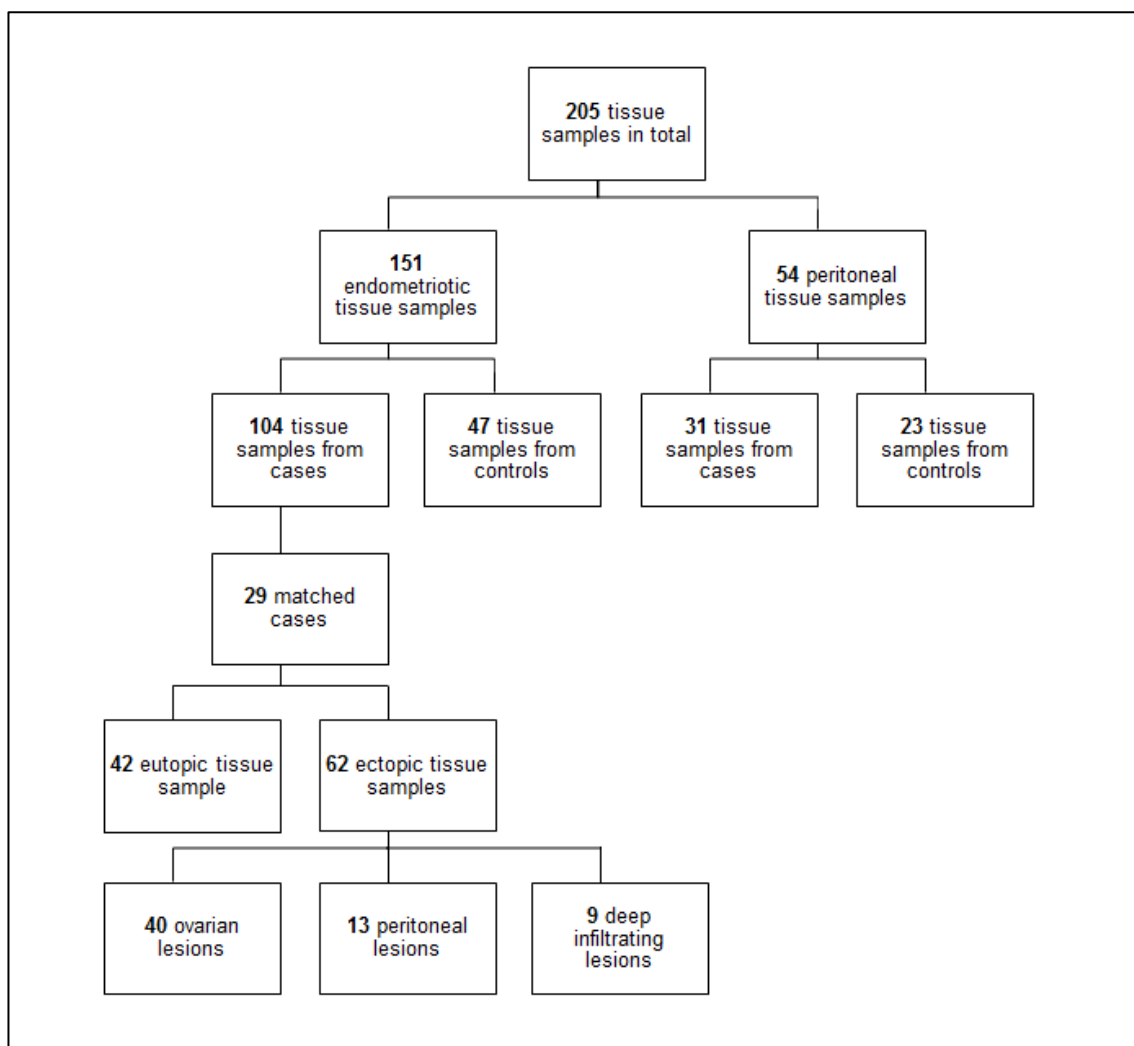 205 tissue
samples in total
151
endometriotic
tissue samples
54 peritoneal
tissue samples
104 tissue
samples from
cases
47 tissue
samples from
controls
31 tissue
samples from
cases
23 tissue
samples from
controls
29 matched
cases
42 eutopic tissue
sample
62 ectopic tissue
samples
40 ovarian
lesions
13 peritoneal
lesions
9 deep
infiltrating
lesions